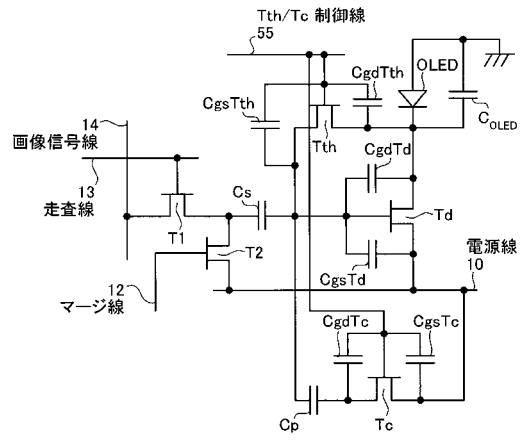 Tth/Tc 制御線
55
CgdTth
OLED
CgsTth
C OLED
Tth
14
画像信号線
CgdTd
13
走査線
Cs
T1
Td
T2
電源線
10
CgsTd
12
マージ線
CgdTc
CgsTc
Cp
Tc